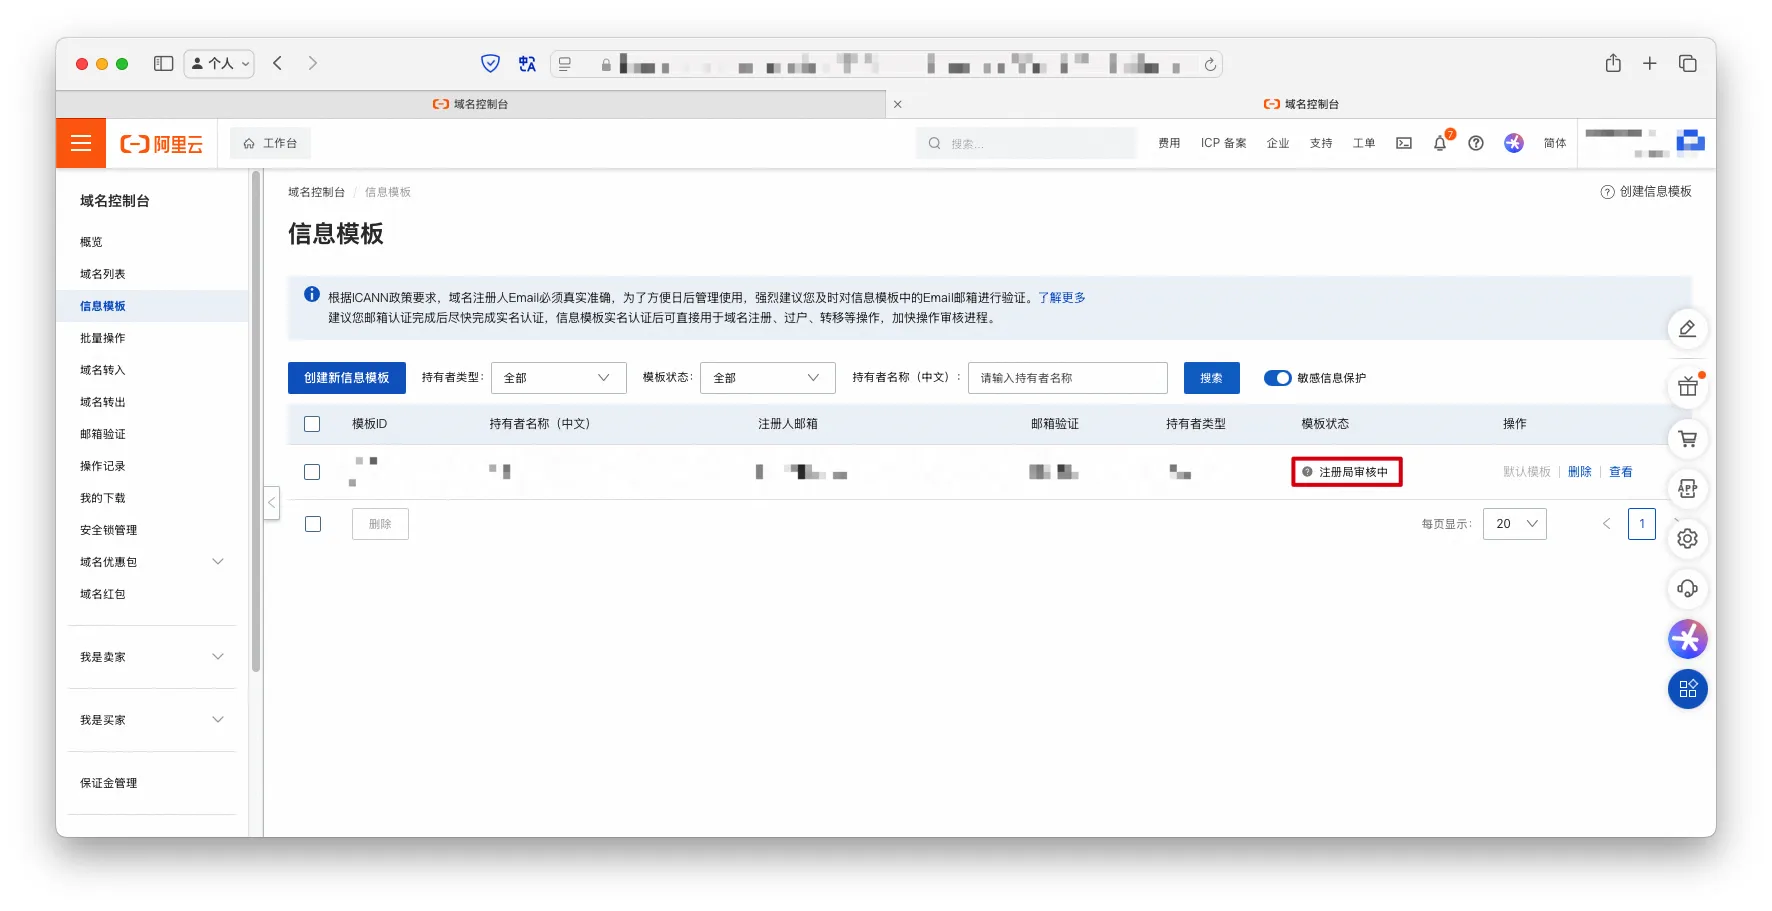 个人
域名控制台
域名控制台
阿里云
工作台
搜索...
费用
ICP 备案
企业
支持
工单
7
简体
域名控制台
概览
域名列表
信息模板
批量操作
域名转入
域名转出
邮箱验证
操作记录
我的下载
安全锁管理
域名优惠包
域名红包
我是卖家
我是买家
保证金管理
域名控制台 / 信息模板
创建信息模板
信息模板
根据ICANN政策要求，域名注册人Email必须真实准确，为了方便日后管理使用，强烈建议您及时对信息模板中的Email邮箱进行验证。了解更多
建议您邮箱认证完成后尽快完成实名认证，信息模板实名认证后可直接用于域名注册、过户、转移等操作，加快操作审核进程。
创建新信息模板
持有者类型：
全部
模板状态：
全部
持有者名称（中文）：
请输入持有者名称
搜索
敏感信息保护
模板ID
持有者名称（中文）
注册人邮箱
邮箱验证
持有者类型
模板状态
操作
注册局审核中
默认模板
删除
查看
删除
每页显示：
20
1
APP